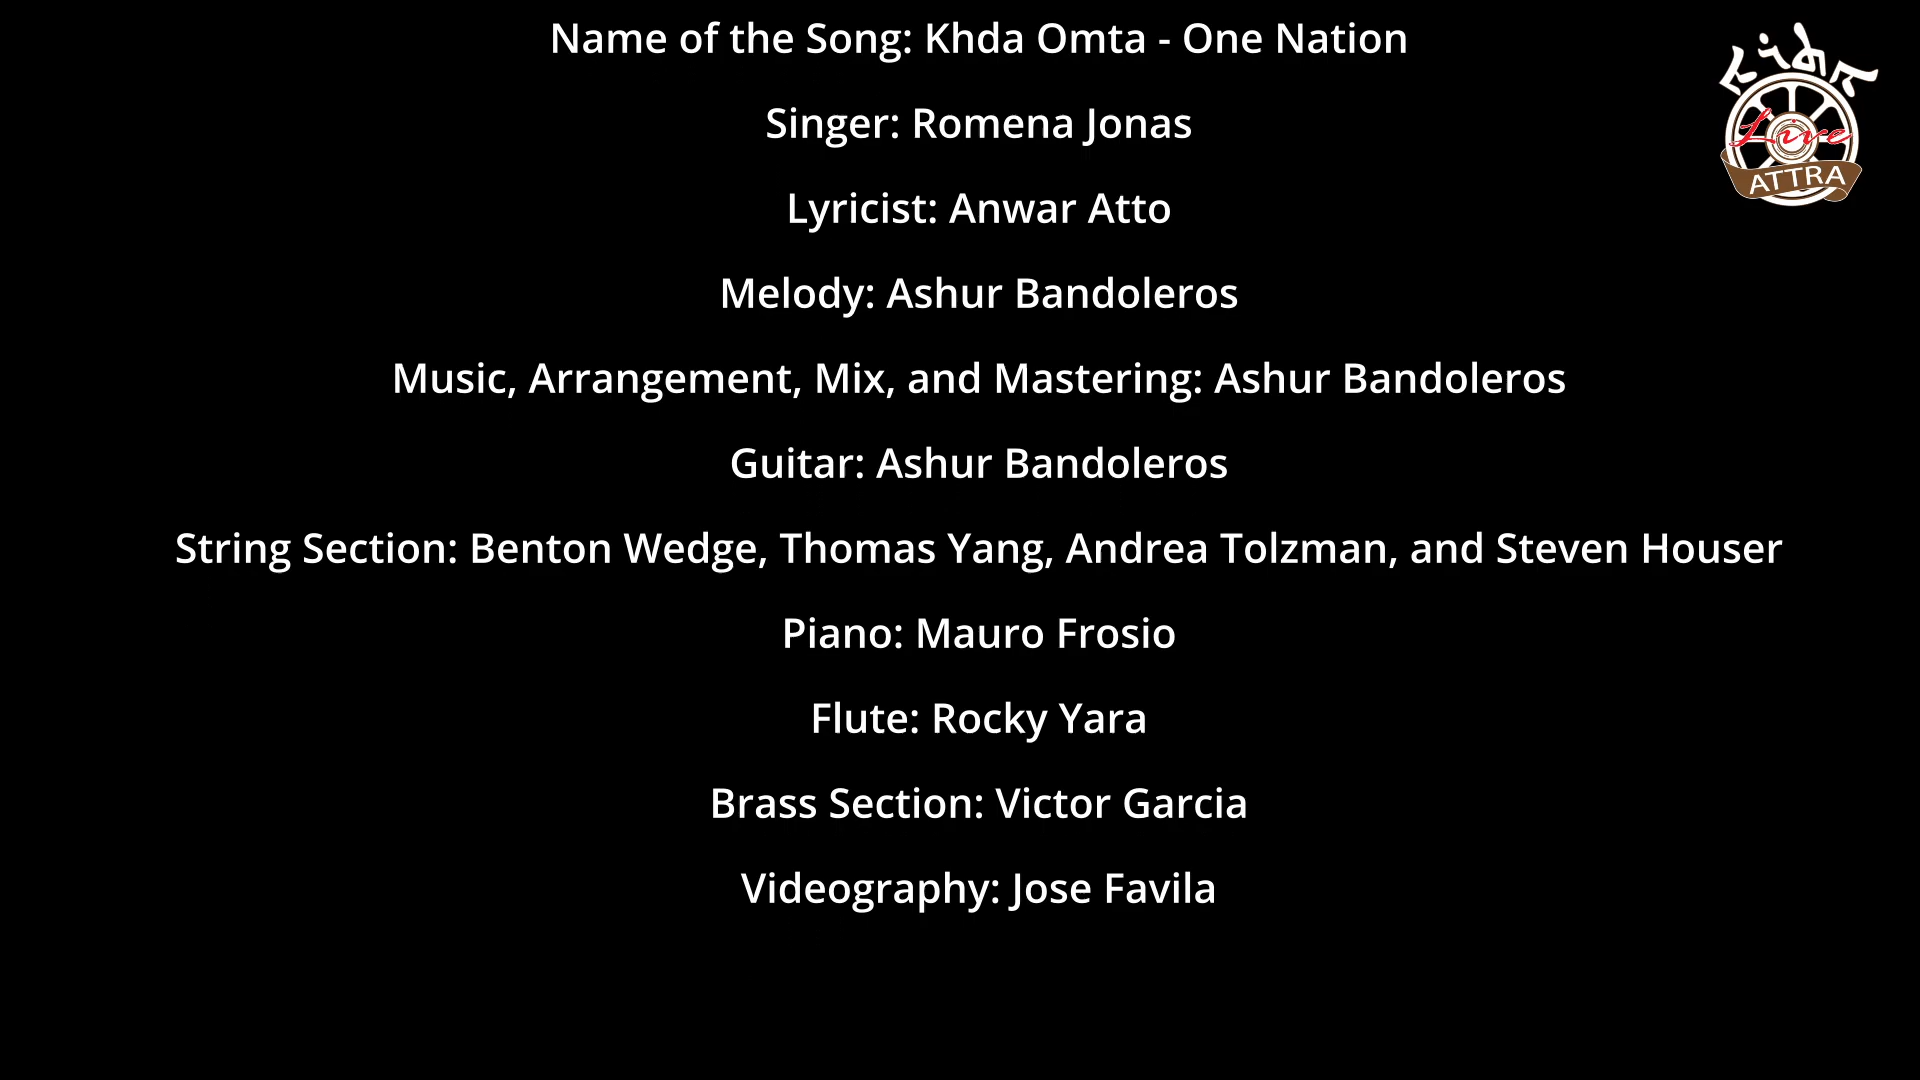 Name of the Song: Khda Omta - One Nation
Singer: Romena Jonas
Lyricist: Anwar Atto
Melody: Ashur Bandoleros
Music, Arrangement, Mix, and Mastering: Ashur Bandoleros
Guitar: Ashur Bandoleros
String Section: Benton Wedge, Thomas Yang, Andrea Tolzman, and Steven Houser
Piano: Mauro Frosio
Flute: Rocky Yara
Brass Section: Victor Garcia
Videography: Jose Favila
Live
ATTRA